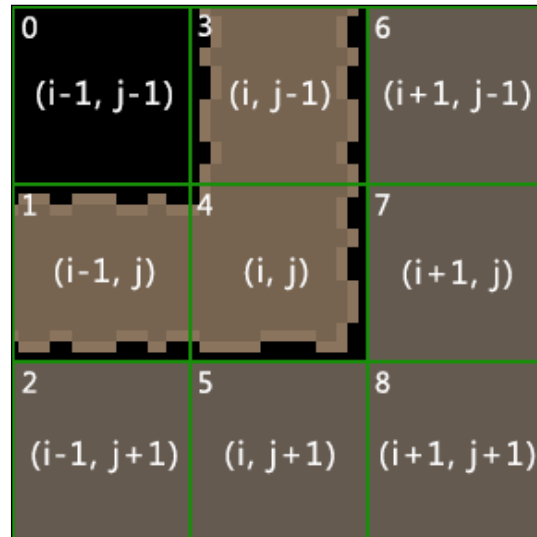 0 3 6
(i-1, j-1) (i, j-1) (i+1, j-1)
1 4 7
(i-1, j) (i, j) (i+1, j)
2 5 8
(i-1, j+1) (i, j+1) (i+1, j+1)